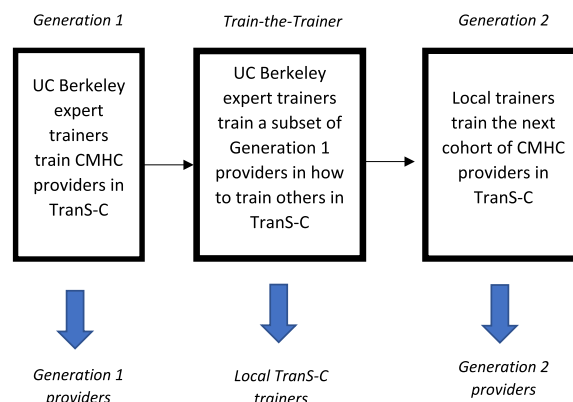 Generation 1
Train-the-Trainer
Generation 2
UC Berkeley
expert
trainers
train CMHC
providers in
TranS-C
UC Berkeley
expert trainers
train a subset of
Generation 1
providers in how
to train others in
TranS-C
Local trainers
train the next
cohort of CMHC
providers in
TranS-C
Generation 1
providers
Local TranS-C
trainers
Generation 2
providers